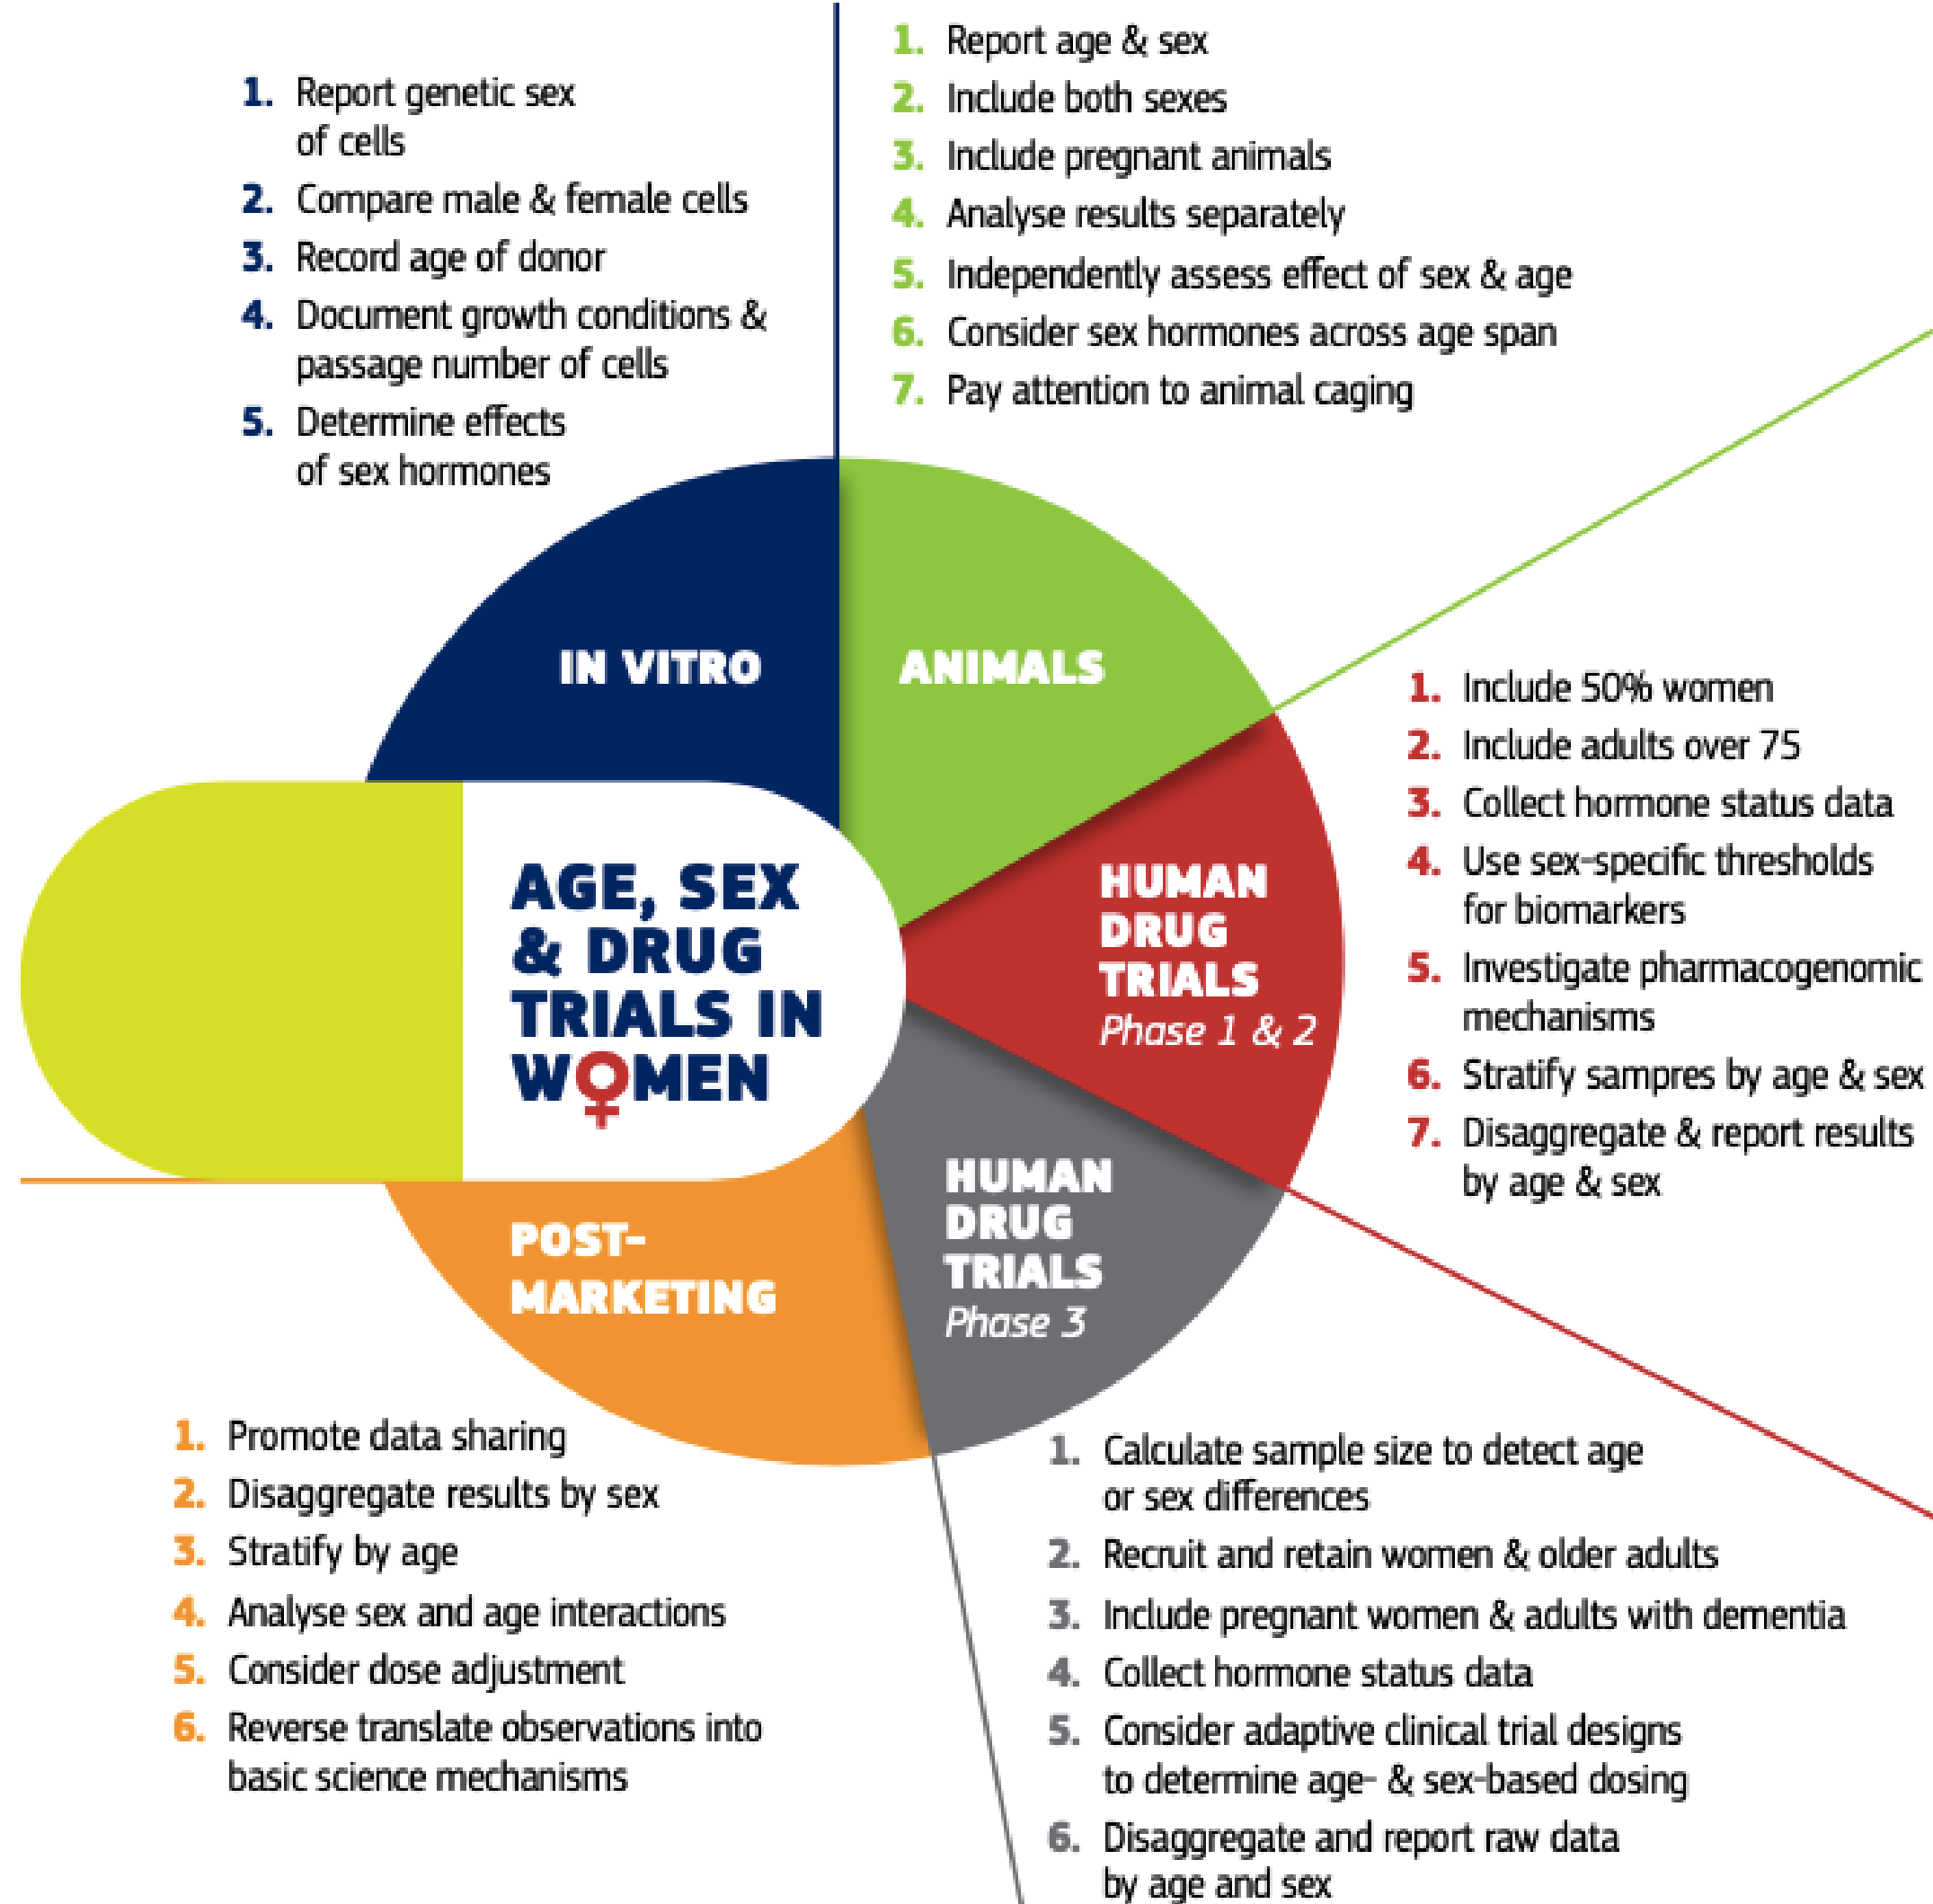 1. Report genetic sex
of cells
2. Compare male & female cells
3. Record age of donor
4. Document growth conditions &
passage number of cells
5. Determine effects
of sex hormones
1. Report age & sex
2. Include both sexes
3. Include pregnant animals
4. Analyse results separately
5. Independently assess effect of sex & age
6. Consider sex hormones across age span
7. Pay attention to animal caging
IN VITRO
ANIMALS
AGE, SEX
& DRUG
TRIALS IN
WOMEN
HUMAN
DRUG
TRIALS
Phase 1 & 2
1. Include 50% women
2. Include adults over 75
3. Collect hormone status data
4. Use sex-specific thresholds
for biomarkers
5. Investigate pharmacogenomic
mechanisms
6. Stratify sampres by age & sex
7. Disaggregate & report results
by age & sex
HUMAN
DRUG
TRIALS
Phase 3
POST-
MARKETING
1. Promote data sharing
2. Disaggregate results by sex
3. Stratify by age
4. Analyse sex and age interactions
5. Consider dose adjustment
6. Reverse translate observations into
basic science mechanisms
1. Calculate sample size to detect age
or sex differences
2. Recruit and retain women & older adults
3. Include pregnant women & adults with dementia
4. Collect hormone status data
5. Consider adaptive clinical trial designs
to determine age- & sex-based dosing
6. Disaggregate and report raw data
by age and sex